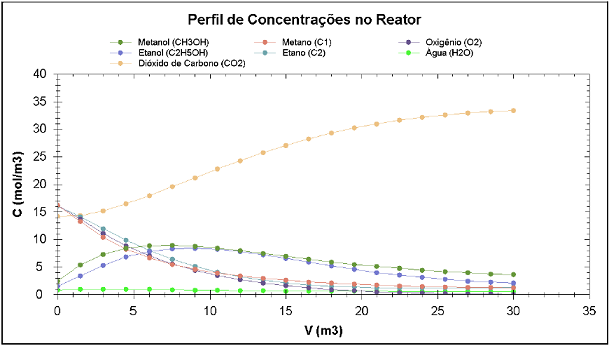 Perfil de Concentrações no Reator
Metanol (CH3OH) Metano (C1) Oxigênio (O2)
Etanol (C2H5OH) Etano (C2) Água (H2O)
Dióxido de Carbono (CO2)
C (mol/m3)
40
35
30
25
20
15
10
5
0
0 5 10 15 20 25 30 35
V (m3)